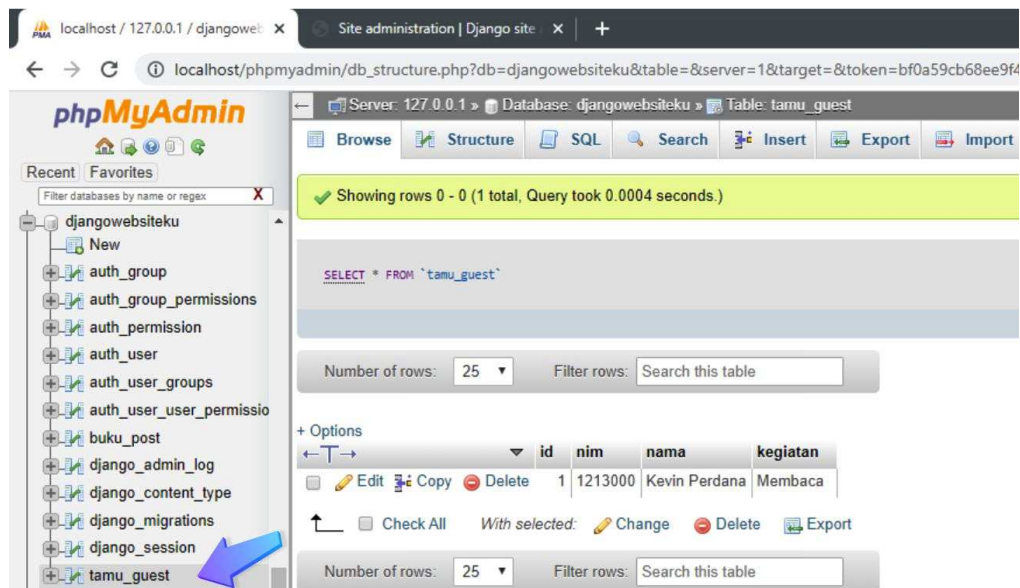 localhost / 127.0.0.1 / djangoweb
Site administration | Django site
localhost/phpmyadmin/db_structure.php?db=djangowebsiteku&table=&server=1&target=&token=bf0a59cb68ee9f4
phpMyAdmin
Server: 127.0.0.1 » Database: djangowebsiteku » Table: tamu_guest
Browse Structure SQL Search Insert Export Import
Recent Favorites
Filter databases by name or regex X
Showing rows 0 - 0 (1 total, Query took 0.0004 seconds.)
djangowebsiteku
New
auth_group
auth_group_permissions
auth_permission
auth_user
auth_user_groups
auth_user_user_permissio
buku_post
django_admin_log
django_content_type
django_migrations
django_session
tamu_guest
SELECT * FROM `tamu_guest`
Number of rows: 25 Filter rows: Search this table
+ Options
id nim nama kegiatan
Edit Copy Delete 1 1213000 Kevin Perdana Membaca
Check All With selected: Change Delete Export
Number of rows: 25 Filter rows: Search this table